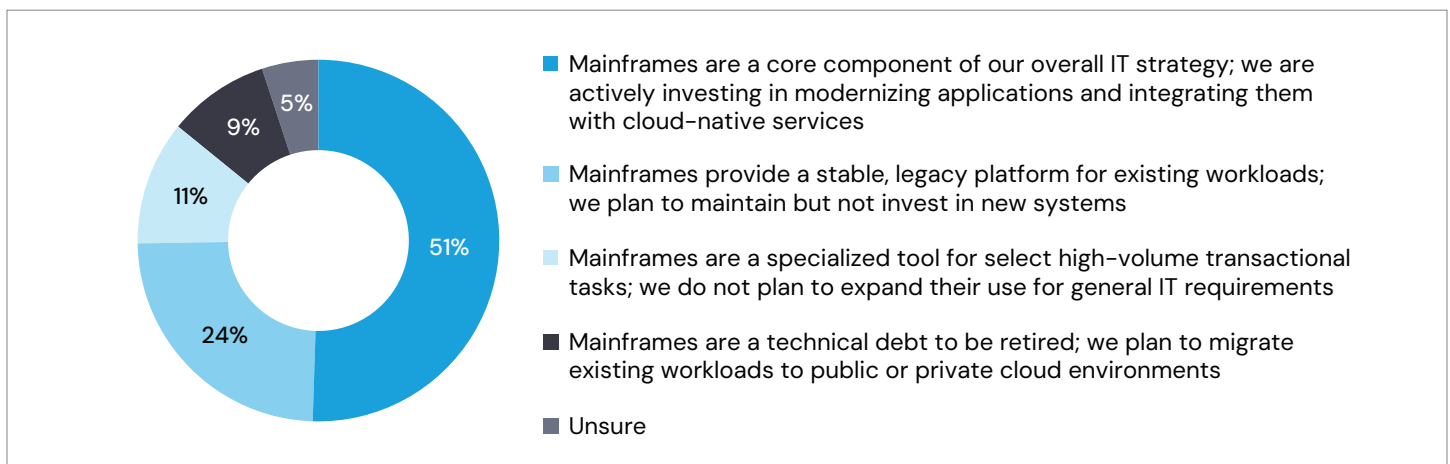 5%
9%
11%
51%
24%
Mainframes are a core component of our overall IT strategy; we are
actively investing in modernizing applications and integrating them
with cloud-native services
Mainframes provide a stable, legacy platform for existing workloads;
we plan to maintain but not invest in new systems
Mainframes are a specialized tool for select high-volume transactional
tasks; we do not plan to expand their use for general IT requirements
Mainframes are a technical debt to be retired; we plan to migrate
existing workloads to public or private cloud environments
Unsure